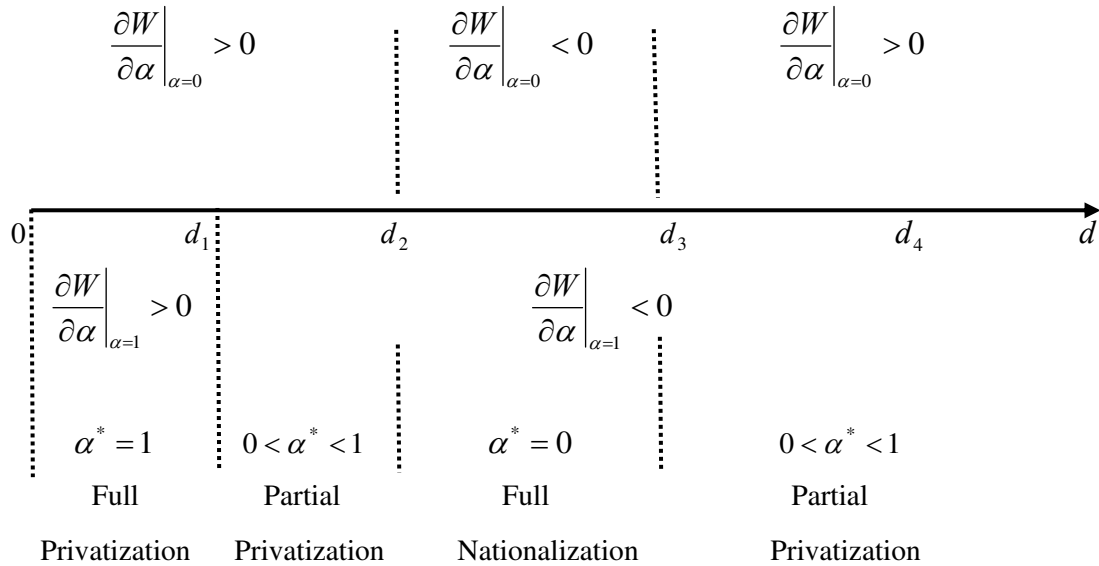 ∂W/∂α|α=0 > 0 ∂W/∂α|α=0 < 0 ∂W/∂α|α=0 > 0
0 d₁ d₂ d₃ d₄ d
∂W/∂α|α=1 > 0 ∂W/∂α|α=1 < 0
α* = 1 0 < α* < 1 α* = 0 0 < α* < 1
Full Partial Full Partial
Privatization Privatization Nationalization Privatization